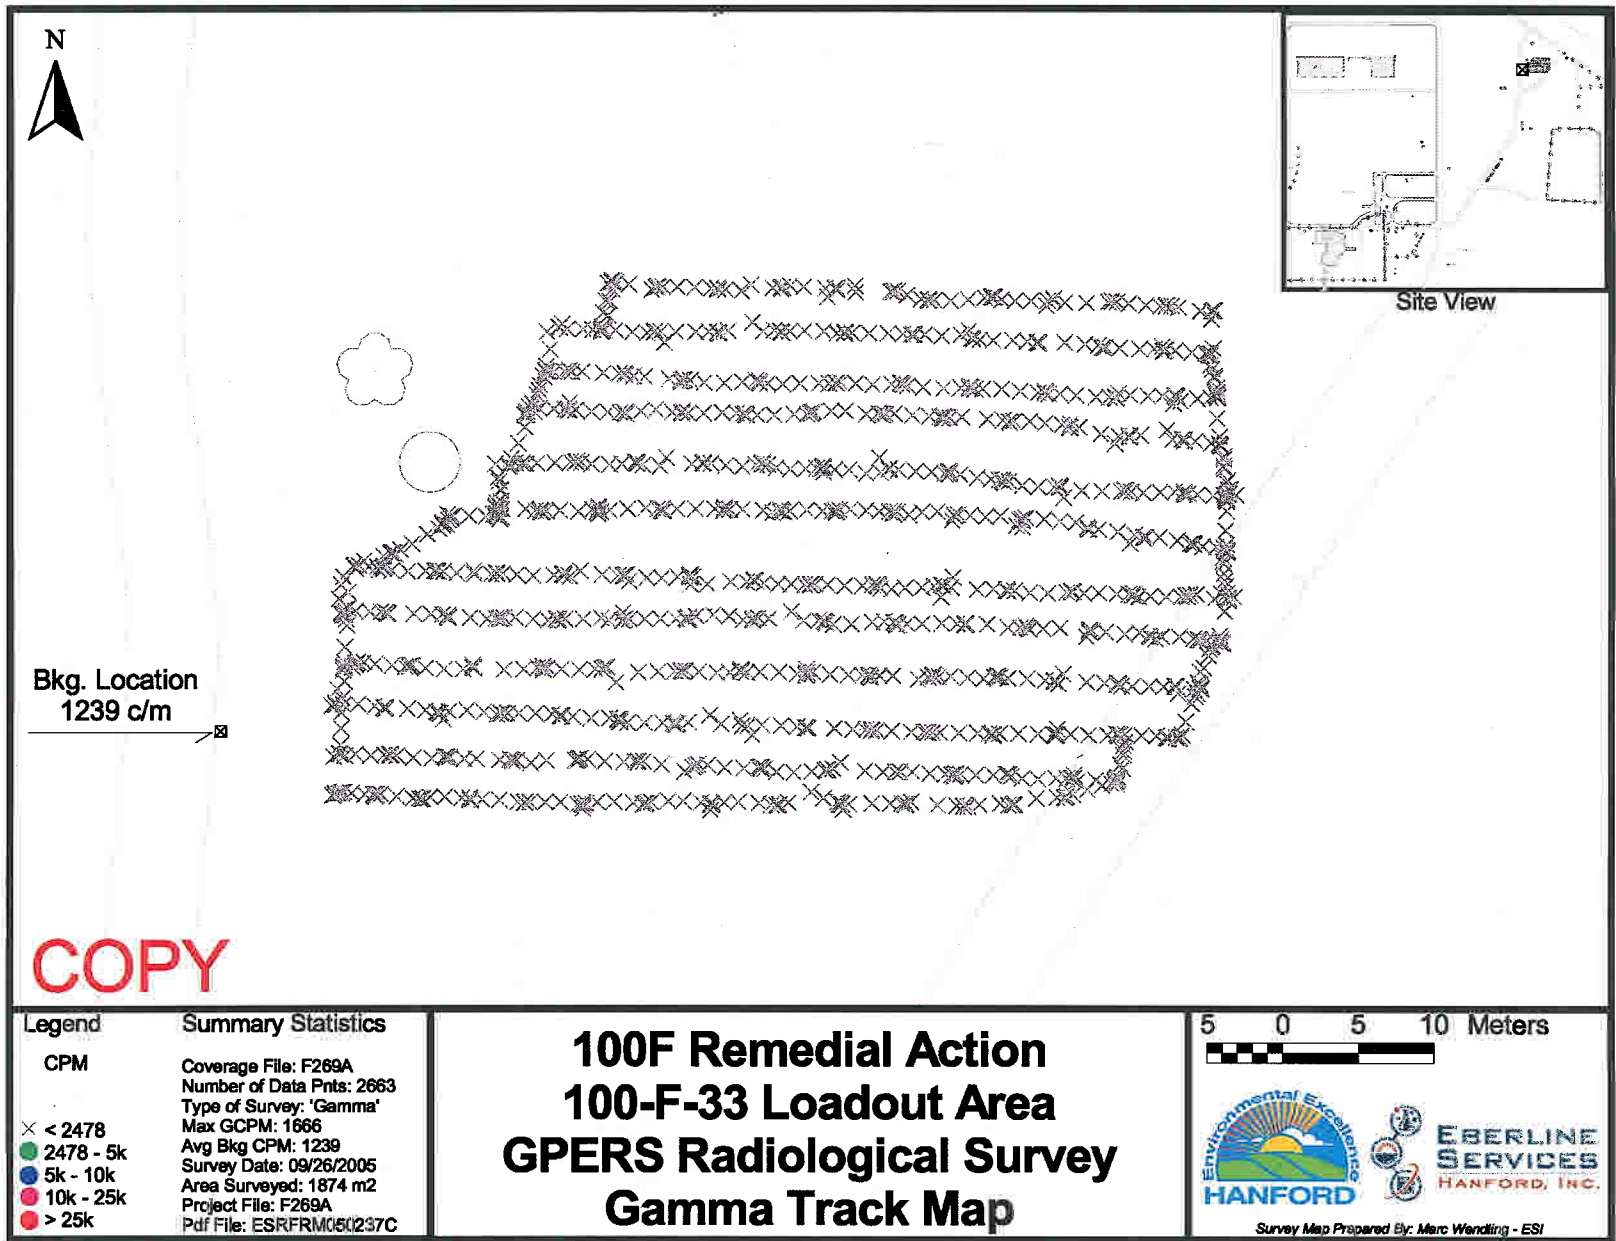 N
Site View
Bkg. Location
1239 c/m
COPY
Legend
CPM
< 2478
2478 - 5k
5k - 10k
10k - 25k
> 25k
Summary Statistics
Coverage File: F269A
Number of Data Pnts: 2663
Type of Survey: 'Gamma'
Max GCPM: 1666
Avg Bkg CPM: 1239
Survey Date: 09/26/2005
Area Surveyed: 1874 m2
Project File: F269A
Pdf File: ESRFRM050237C
100F Remedial Action
100-F-33 Loadout Area
GPERS Radiological Survey
Gamma Track Map
5 0 5 10 Meters
Environmental Excellence
HANFORD
EBERLINE
SERVICES
HANFORD, INC.
Survey Map Prepared By: Marc Wendling - ESI